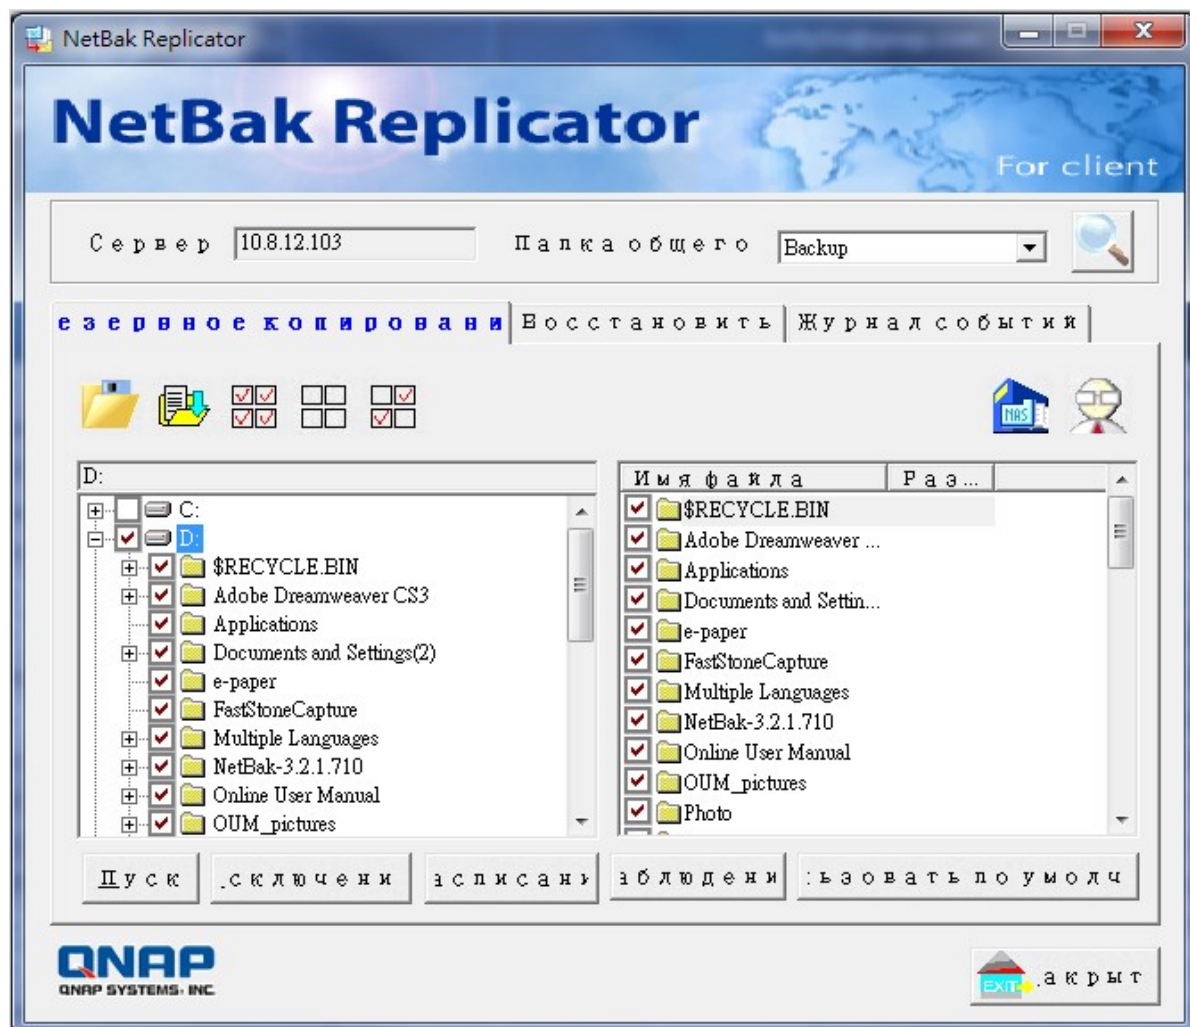 NetBak Replicator
NetBak Replicator
For client
Сервер 10.8.12.103 Папка общего Backup
езервное копировани Восстановить Журнал событий
NAS
D:
C:
D:
$RECYCLE.BIN
Adobe Dreamweaver CS3
Applications
Documents and Settings(2)
e-paper
FastStoneCapture
Multiple Languages
NetBak-3.2.1.710
Online User Manual
OUM_pictures
Имя файла Раз...
$RECYCLE.BIN
Adobe Dreamweaver ...
Applications
Documents and Settin...
e-paper
FastStoneCapture
Multiple Languages
NetBak-3.2.1.710
Online User Manual
OUM_pictures
Photo
Пуск сключени асписани аблюдени ьзовать по умолч
QNAP
QNAP SYSTEMS, INC.
EXIT акрыт